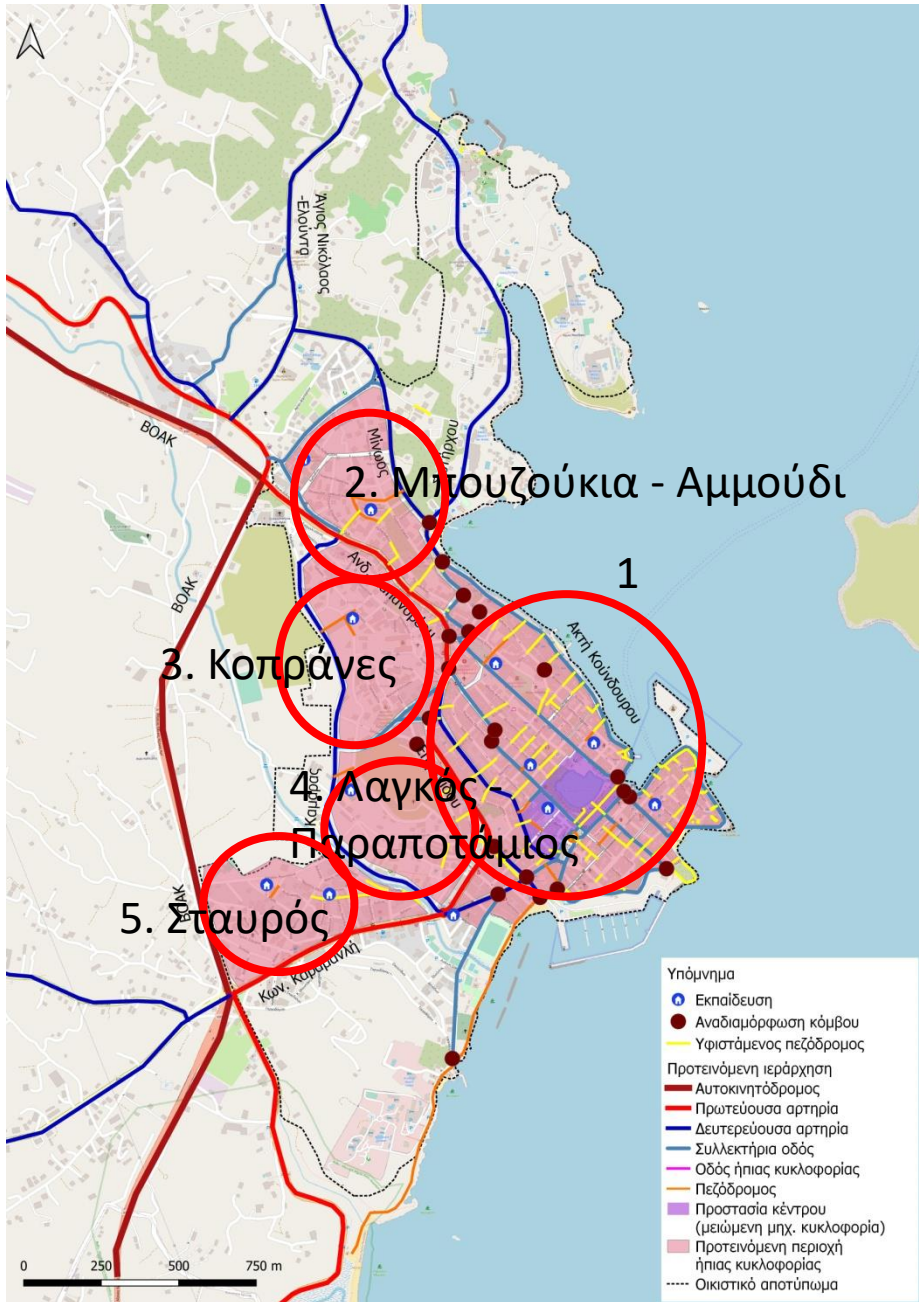 Άγιος Νικόλαος
-Ελούντα
ΒΟΑΚ
Μίνωος
2. Μπουζούκια - Αμμούδι
1
ΒΟΑΚ
Ακτή Κούνδουρου
3. Κοπράνες
4. Λαγκός -
Παραποτάμιος
5. Σταυρός
ΒΟΑΚ
Κων. Καραμανλή
Υπόμνημα
Εκπαίδευση
Αναδιαμόρφωση κόμβου
Υφιστάμενος πεζόδρομος
Προτεινόμενη ιεράρχηση
Αυτοκινητόδρομος
Πρωτεύουσα αρτηρία
Δευτερεύουσα αρτηρία
Συλλεκτήρια οδός
Οδός ήπιας κυκλοφορίας
Πεζόδρομος
Προστασία κέντρου
(μειώμενη μηχ. κυκλοφορία)
Προτεινόμενη περιοχή
ήπιας κυκλοφορίας
Οικιστικό αποτύπωμα
0 250 500 750 m